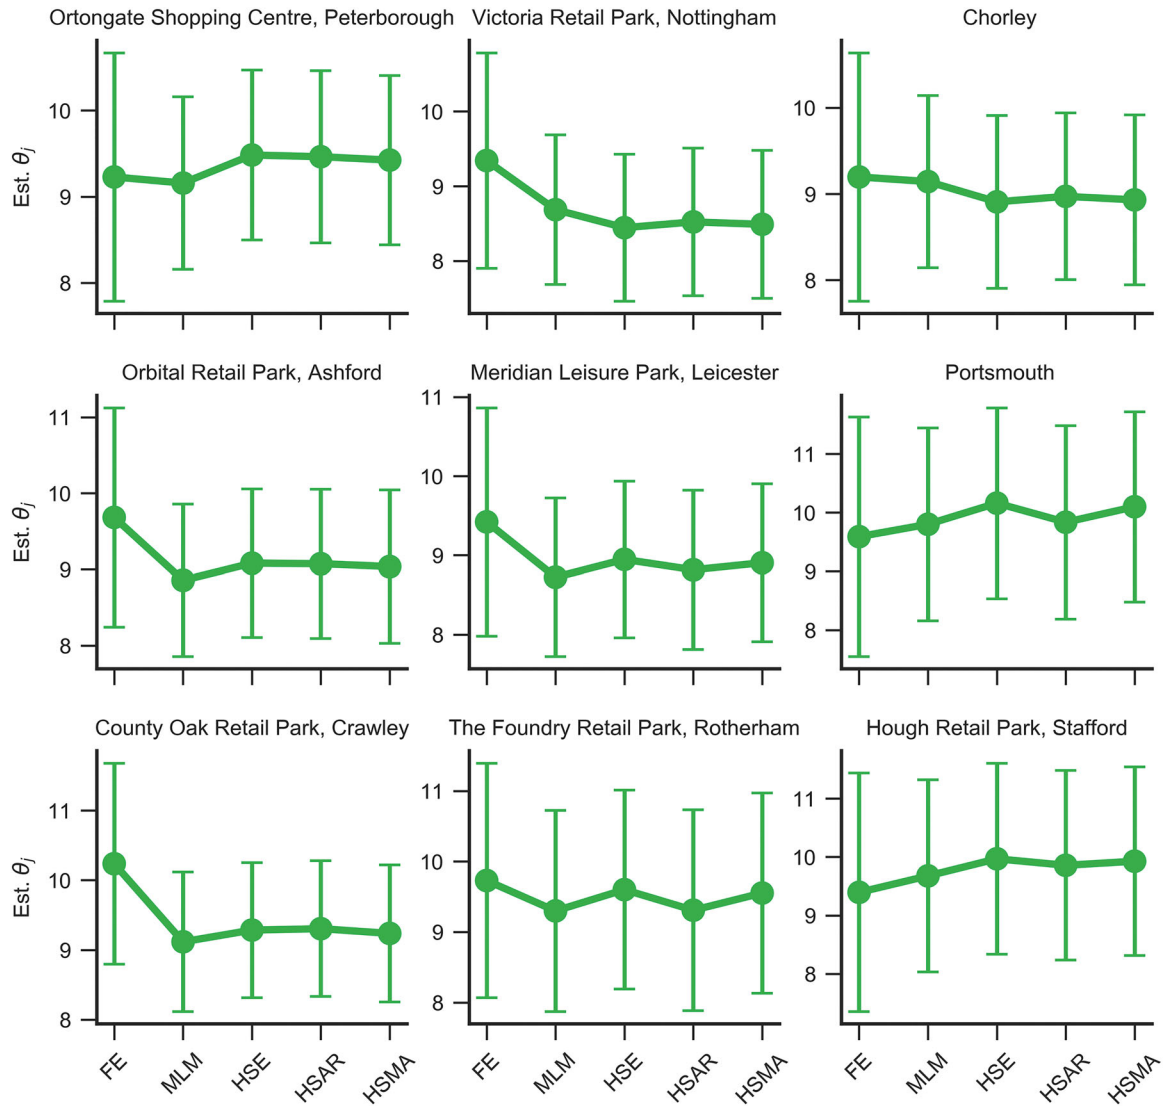 Ortongate Shopping Centre, Peterborough
Victoria Retail Park, Nottingham
Chorley
Est. θj
10
9
8
10
9
8
10
9
8
Orbital Retail Park, Ashford
Meridian Leisure Park, Leicester
Portsmouth
Est. θj
11
10
9
8
11
10
9
8
11
10
9
8
County Oak Retail Park, Crawley
The Foundry Retail Park, Rotherham
Hough Retail Park, Stafford
Est. θj
11
10
9
8
11
10
9
8
11
10
9
8
FE
MLM
HSE
HSAR
HSMA
FE
MLM
HSE
HSAR
HSMA
FE
MLM
HSE
HSAR
HSMA